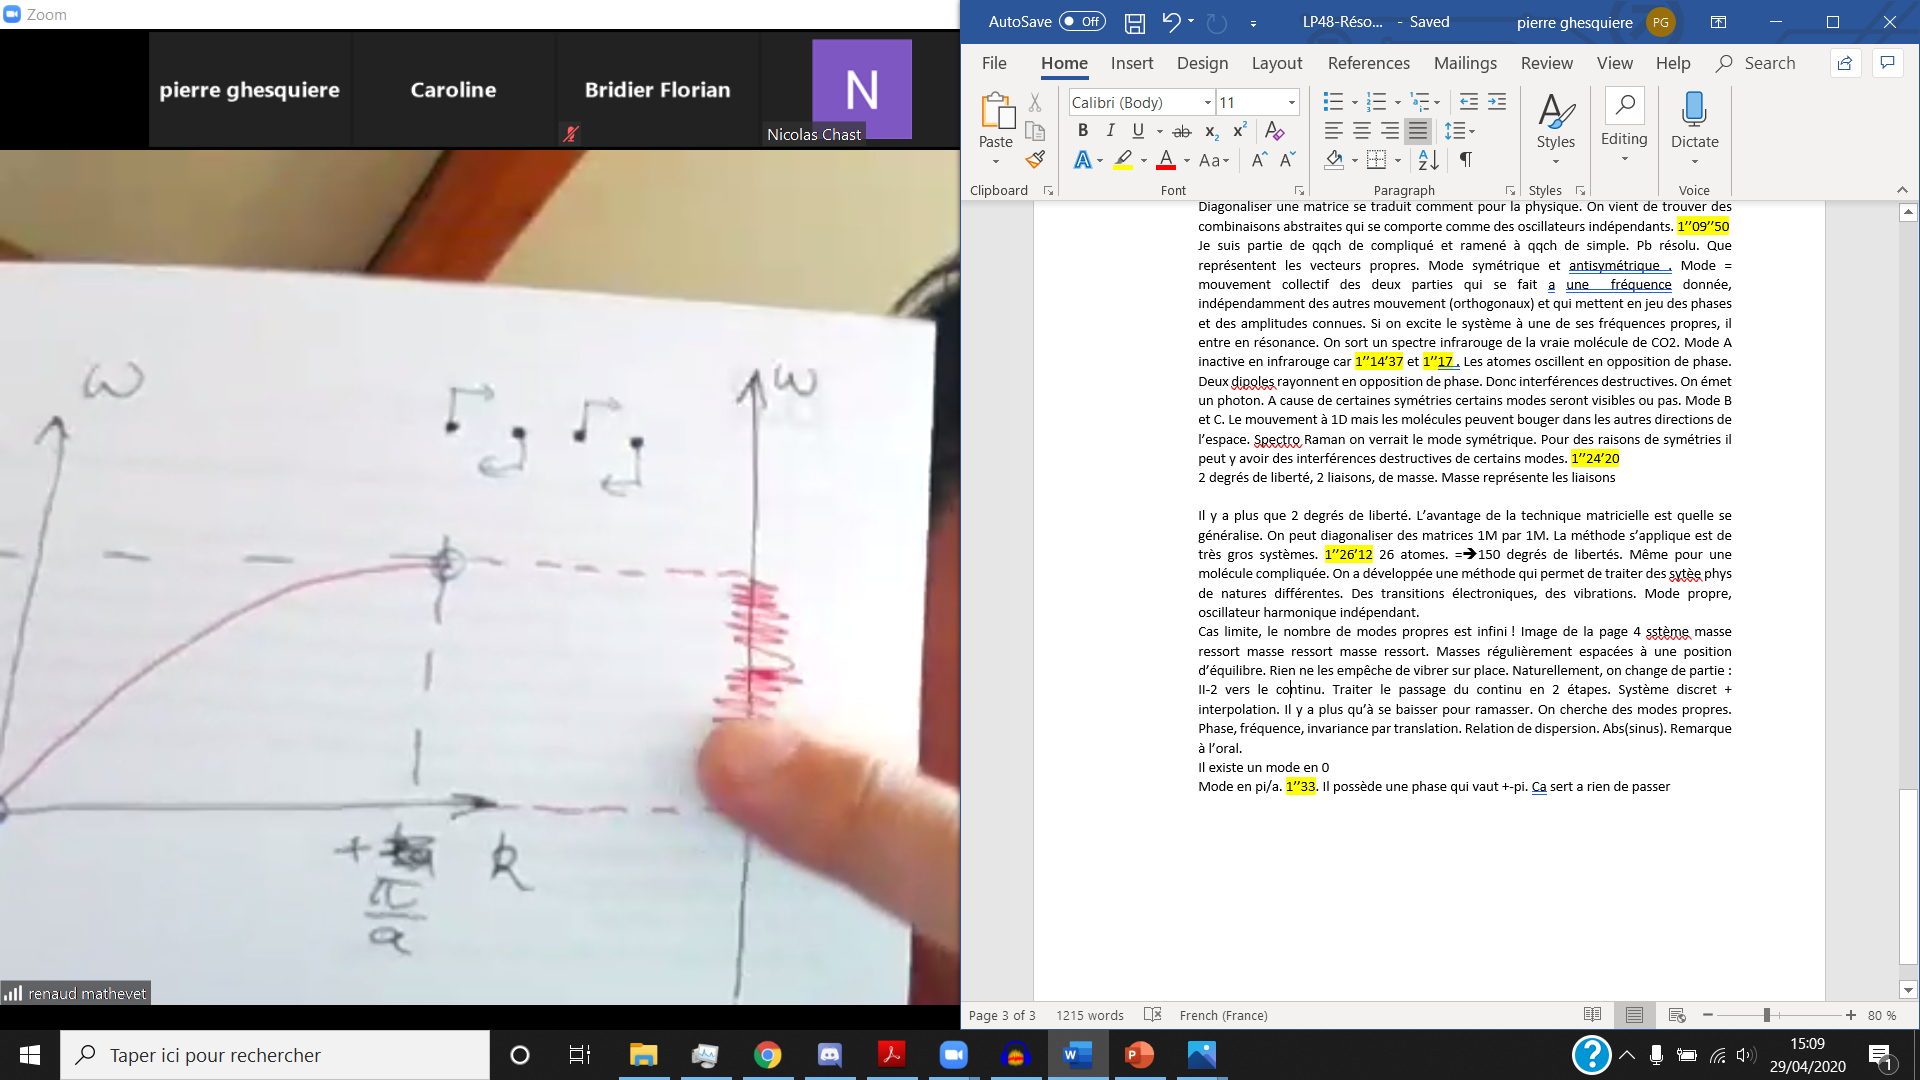 Zoom
pierre ghesquiere
Caroline
Bridier Florian
N
Nicolas Chast
ω
ω
+
π
a
k
renaud mathevet
AutoSave Off
LP48-Réso... - Saved
pierre ghesquiere PG
File Home Insert Design Layout References Mailings Review View Help Search
Paste
Calibri (Body) 11
Styles Editing Dictate
Clipboard Font Paragraph Styles Voice
Diagonaliser une matrice se traduit comment pour la physique. On vient de trouver des
combinaisons abstraites qui se comporte comme des oscillateurs indépendants. 1’’09’’50
Je suis partie de qqch de compliqué et ramené à qqch de simple. Pb résolu. Que
représentent les vecteurs propres. Mode symétrique et antisymétrique . Mode =
mouvement collectif des deux parties qui se fait a une fréquence donnée,
indépendamment des autres mouvement (orthogonaux) et qui mettent en jeu des phases
et des amplitudes connues. Si on excite le système à une de ses fréquences propres, il
entre en résonance. On sort un spectre infrarouge de la vraie molécule de CO2. Mode A
inactive en infrarouge car 1’’14’37 et 1’’17 . Les atomes oscillent en opposition de phase.
Deux dipoles rayonnent en opposition de phase. Donc interférences destructives. On émet
un photon. A cause de certaines symétries certains modes seront visibles ou pas. Mode B
et C. Le mouvement à 1D mais les molécules peuvent bouger dans les autres directions de
l’espace. Spectro Raman on verrait le mode symétrique. Pour des raisons de symétries il
peut y avoir des interférences destructives de certains modes. 1’’24’20
2 degrés de liberté, 2 liaisons, de masse. Masse représente les liaisons
Il y a plus que 2 degrés de liberté. L’avantage de la technique matricielle est quelle se
généralise. On peut diagonaliser des matrices 1M par 1M. La méthode s’applique est de
très gros systèmes. 1’’26’12 26 atomes. =➔150 degrés de libertés. Même pour une
molécule compliquée. On a développée une méthode qui permet de traiter des sytèe phys
de natures différentes. Des transitions électroniques, des vibrations. Mode propre,
oscillateur harmonique indépendant.
Cas limite, le nombre de modes propres est infini ! Image de la page 4 sstème masse
ressort masse ressort masse ressort. Masses régulièrement espacées à une position
d’équilibre. Rien ne les empêche de vibrer sur place. Naturellement, on change de partie :
II-2 vers le continu. Traiter le passage du continu en 2 étapes. Système discret +
interpolation. Il y a plus qu’à se baisser pour ramasser. On cherche des modes propres.
Phase, fréquence, invariance par translation. Relation de dispersion. Abs(sinus). Remarque
à l’oral.
Il existe un mode en 0
Mode en pi/a. 1’’33. Il possède une phase qui vaut +-pi. Ca sert a rien de passer
Page 3 of 3 1215 words French (France) 80 %
Taper ici pour rechercher
15:09
29/04/2020
1